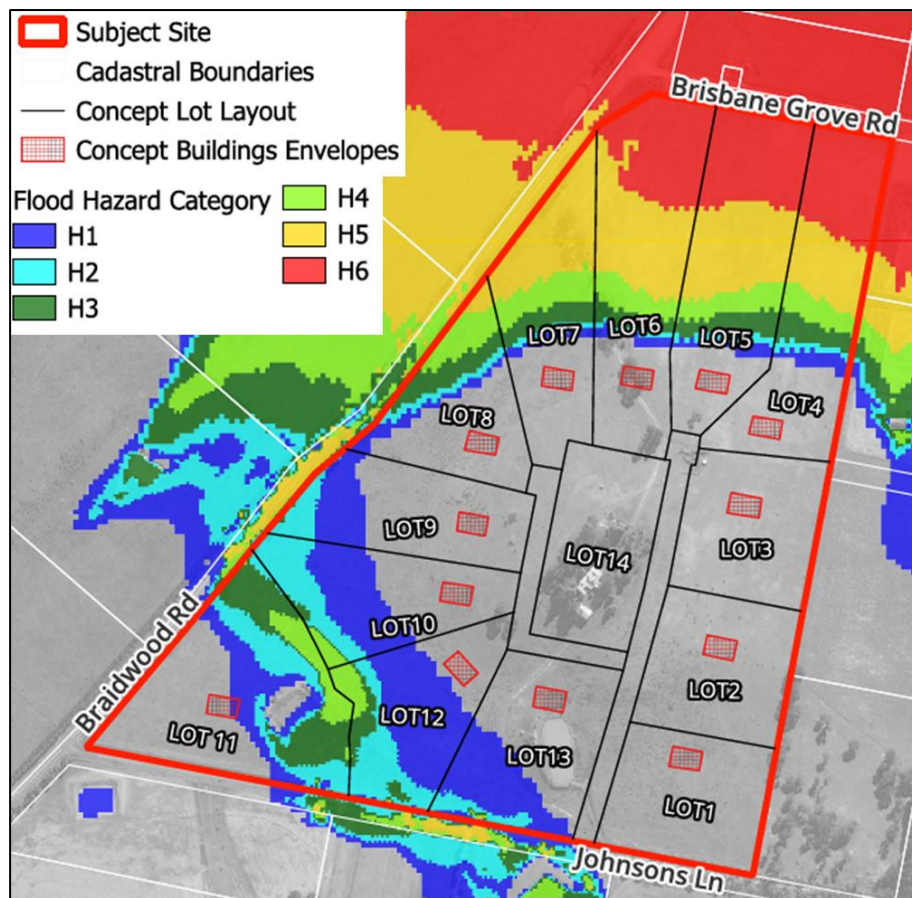 Subject Site
Cadastral Boundaries
Concept Lot Layout
Concept Buildings Envelopes
Flood Hazard Category
H4
H1
H5
H2
H6
H3
Brisbane Grove Rd
LOT7
LOT6
LOT5
LOT8
LOT4
LOT9
LOT3
LOT14
LOT10
Braidwood Rd
LOT2
LOT 11
LOT12
LOT13
LOT1
Johnsons Ln